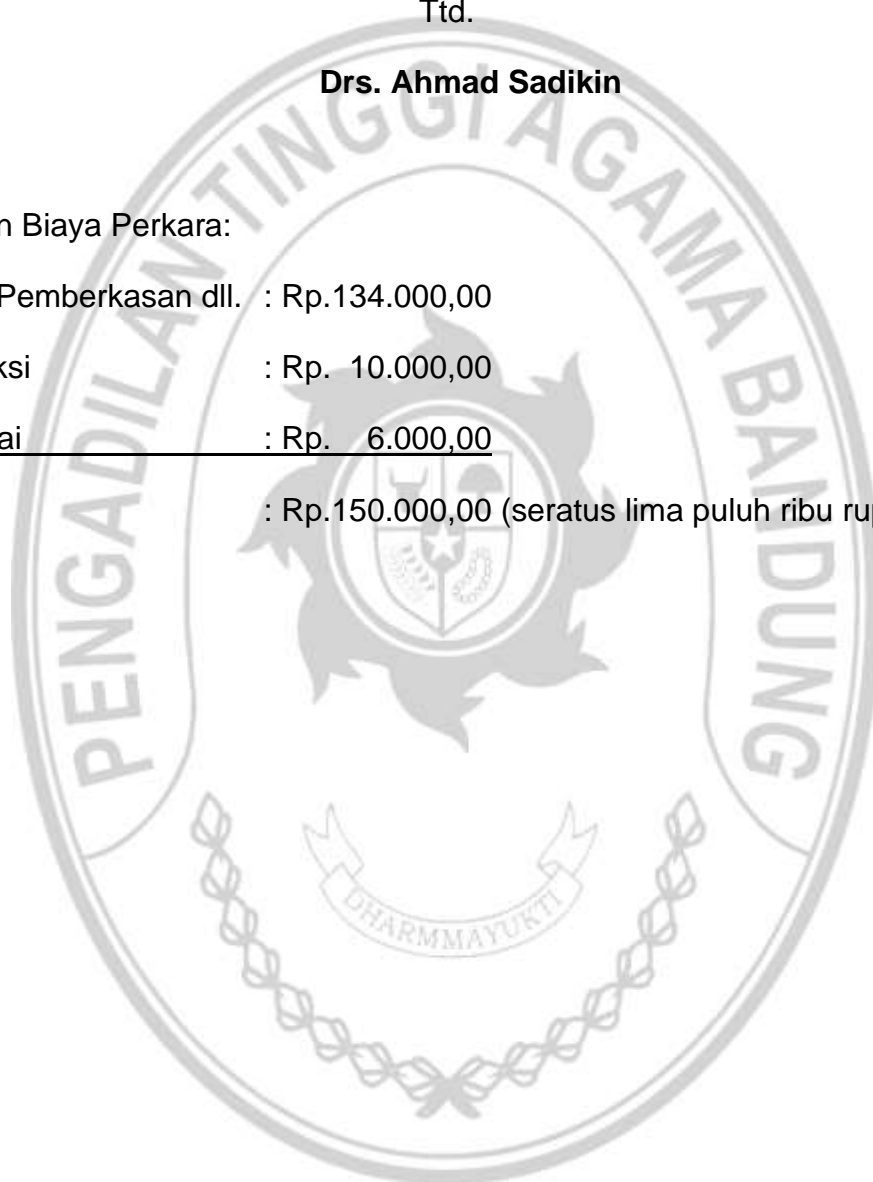 Ttd.
Drs. Ahmad Sadikin
PENGADILAN TINGGI AGAMA BANDUNG
n Biaya Perkara:
Pemberkasan dll. : Rp.134.000,00
ksi : Rp. 10.000,00
ai : Rp. 6.000,00
: Rp.150.000,00 (seratus lima puluh ribu rup
DHARMMAYUKTI